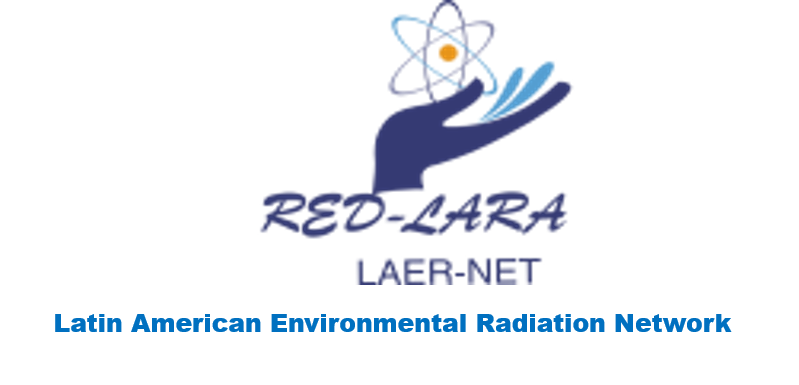 RED-LARA
LAER-NET
Latin American Environmental Radiation Network